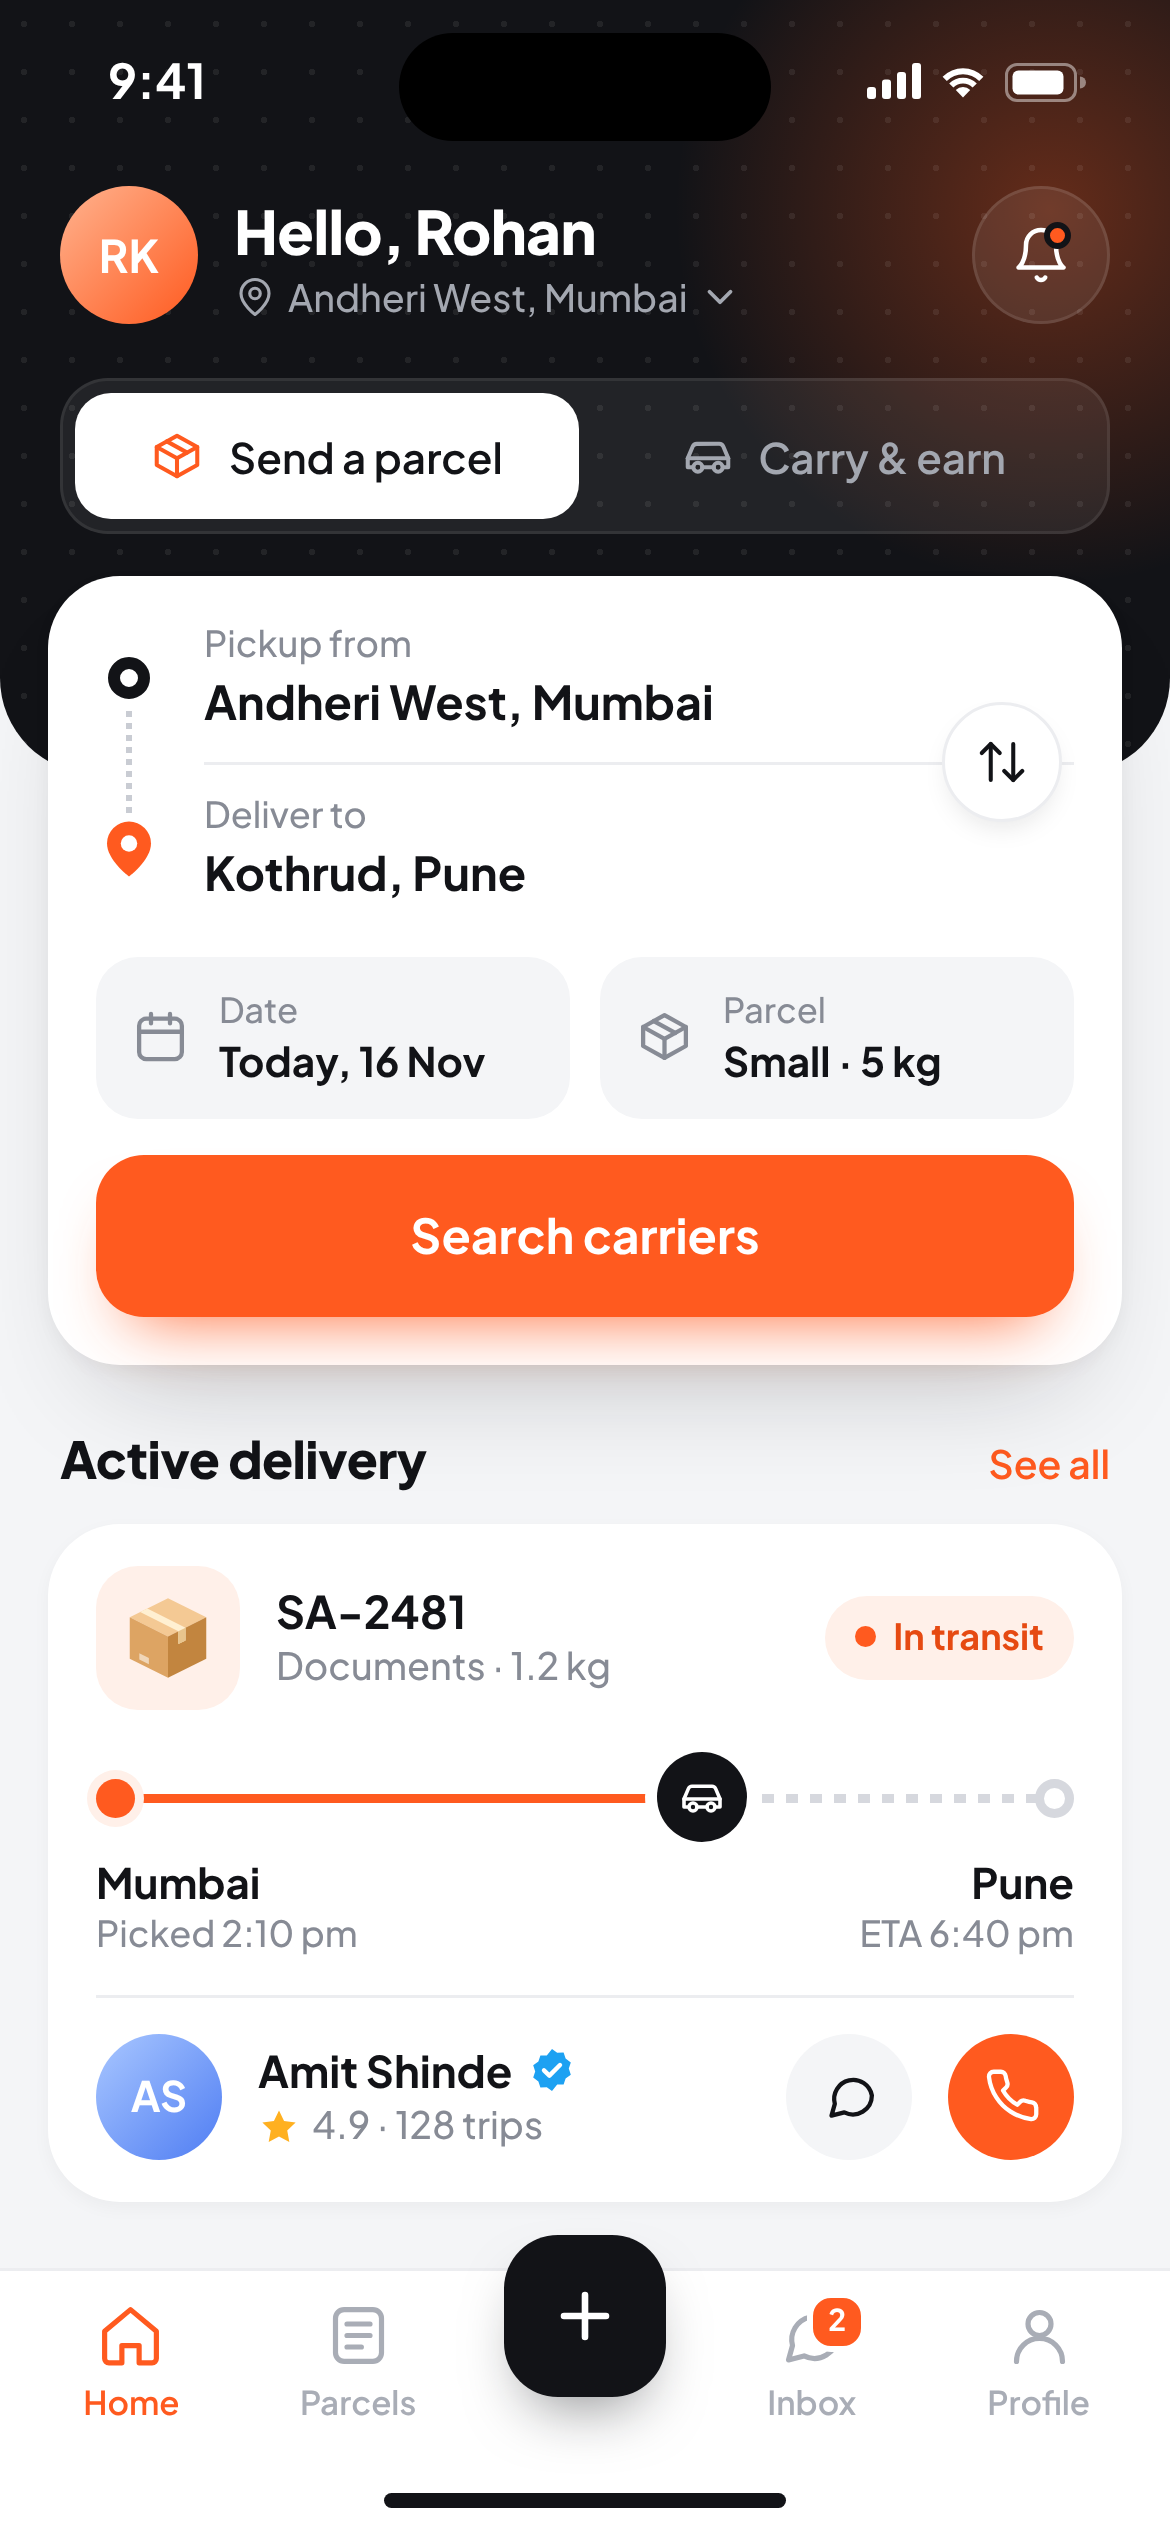 9:41
RK
Hello, Rohan
Andheri West, Mumbai
Send a parcel
Carry & earn
Pickup from
Andheri West, Mumbai
Deliver to
Kothrud, Pune
Date
Today, 16 Nov
Parcel
Small · 5 kg
Search carriers
Active delivery
See all
SA-2481
Documents · 1.2 kg
In transit
Mumbai
Picked 2:10 pm
Pune
ETA 6:40 pm
AS
Amit Shinde
4.9 · 128 trips
Home
Parcels
2
Inbox
Profile